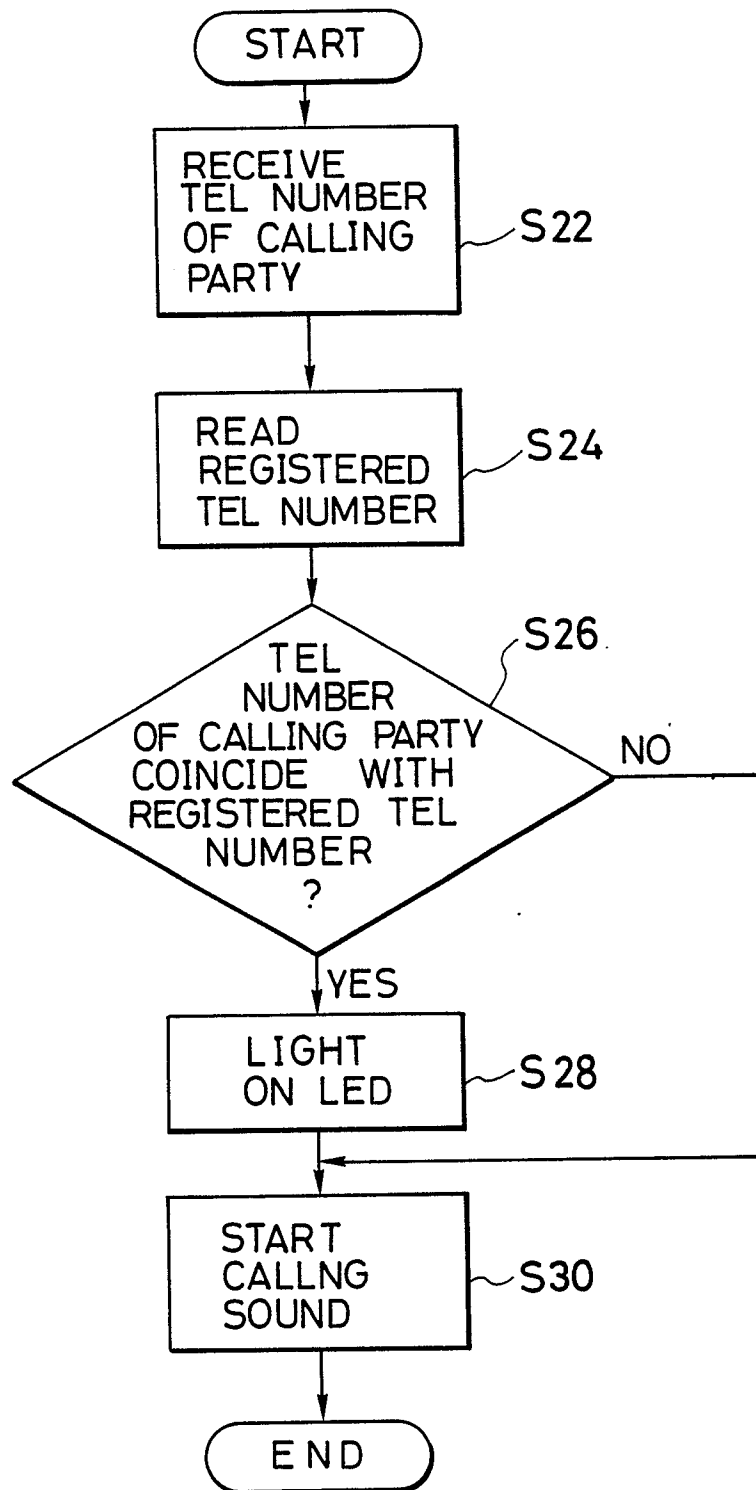 START
RECEIVE
TEL NUMBER
OF CALLING
PARTY
S22
READ
REGISTERED
TEL NUMBER
S24
TEL
NUMBER
OF CALLING PARTY
COINCIDE WITH
REGISTERED TEL
NUMBER
?
S26
NO
YES
LIGHT
ON LED
S28
START
CALLNG
SOUND
S30
END